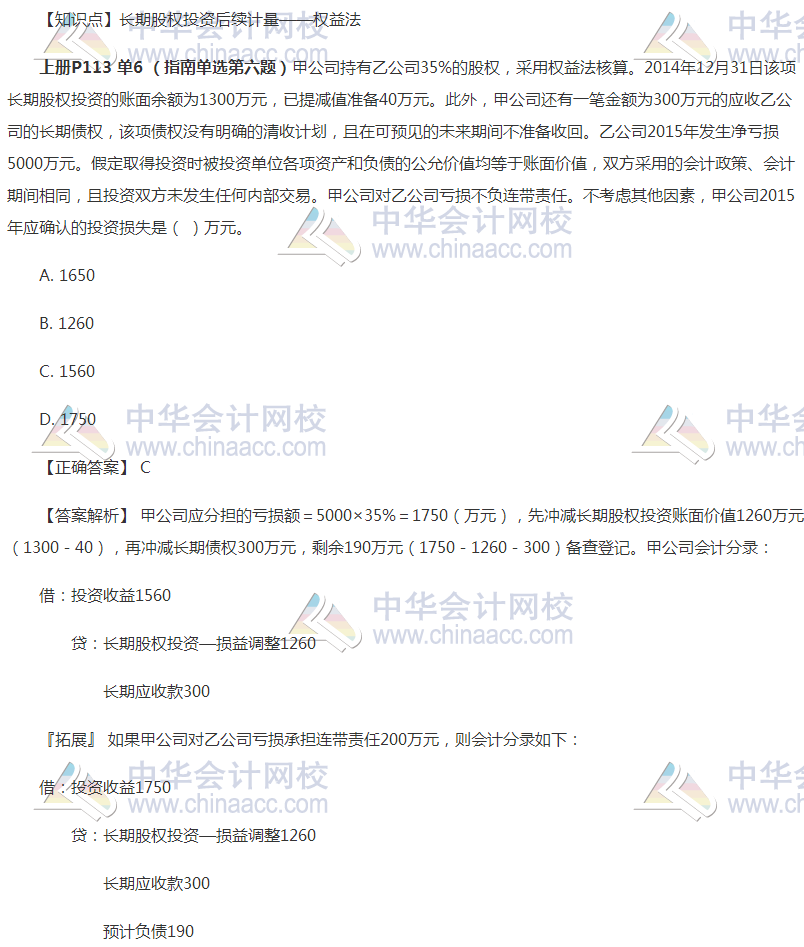 【知识点】长期股权投资后续计量——权益法
上册P113 单6 （指南单选第六题）甲公司持有乙公司35%的股权，采用权益法核算。2014年12月31日该项
长期股权投资的账面余额为1300万元，已提减值准备40万元。此外，甲公司还有一笔金额为300万元的应收乙公
司的长期债权，该项债权没有明确的清收计划，且在可预见的未来期间不准备收回。乙公司2015年发生净亏损
5000万元。假定取得投资时被投资单位各项资产和负债的公允价值均等于账面价值，双方采用的会计政策、会计
期间相同，且投资双方未发生任何内部交易。甲公司对乙公司亏损不负连带责任。不考虑其他因素，甲公司2015
年应确认的投资损失是（ ）万元。
A. 1650
B. 1260
C. 1560
D. 1750
【正确答案】 C
【答案解析】 甲公司应分担的亏损额＝5000×35%＝1750（万元），先冲减长期股权投资账面价值1260万元
（1300－40），再冲减长期债权300万元，剩余190万元（1750－1260－300）备查登记。甲公司会计分录：
借：投资收益1560
贷：长期股权投资—损益调整1260
长期应收款300
『拓展』 如果甲公司对乙公司亏损承担连带责任200万元，则会计分录如下：
借：投资收益1750
贷：长期股权投资—损益调整1260
长期应收款300
预计负债190
中华会计网校
www.chinaacc.com